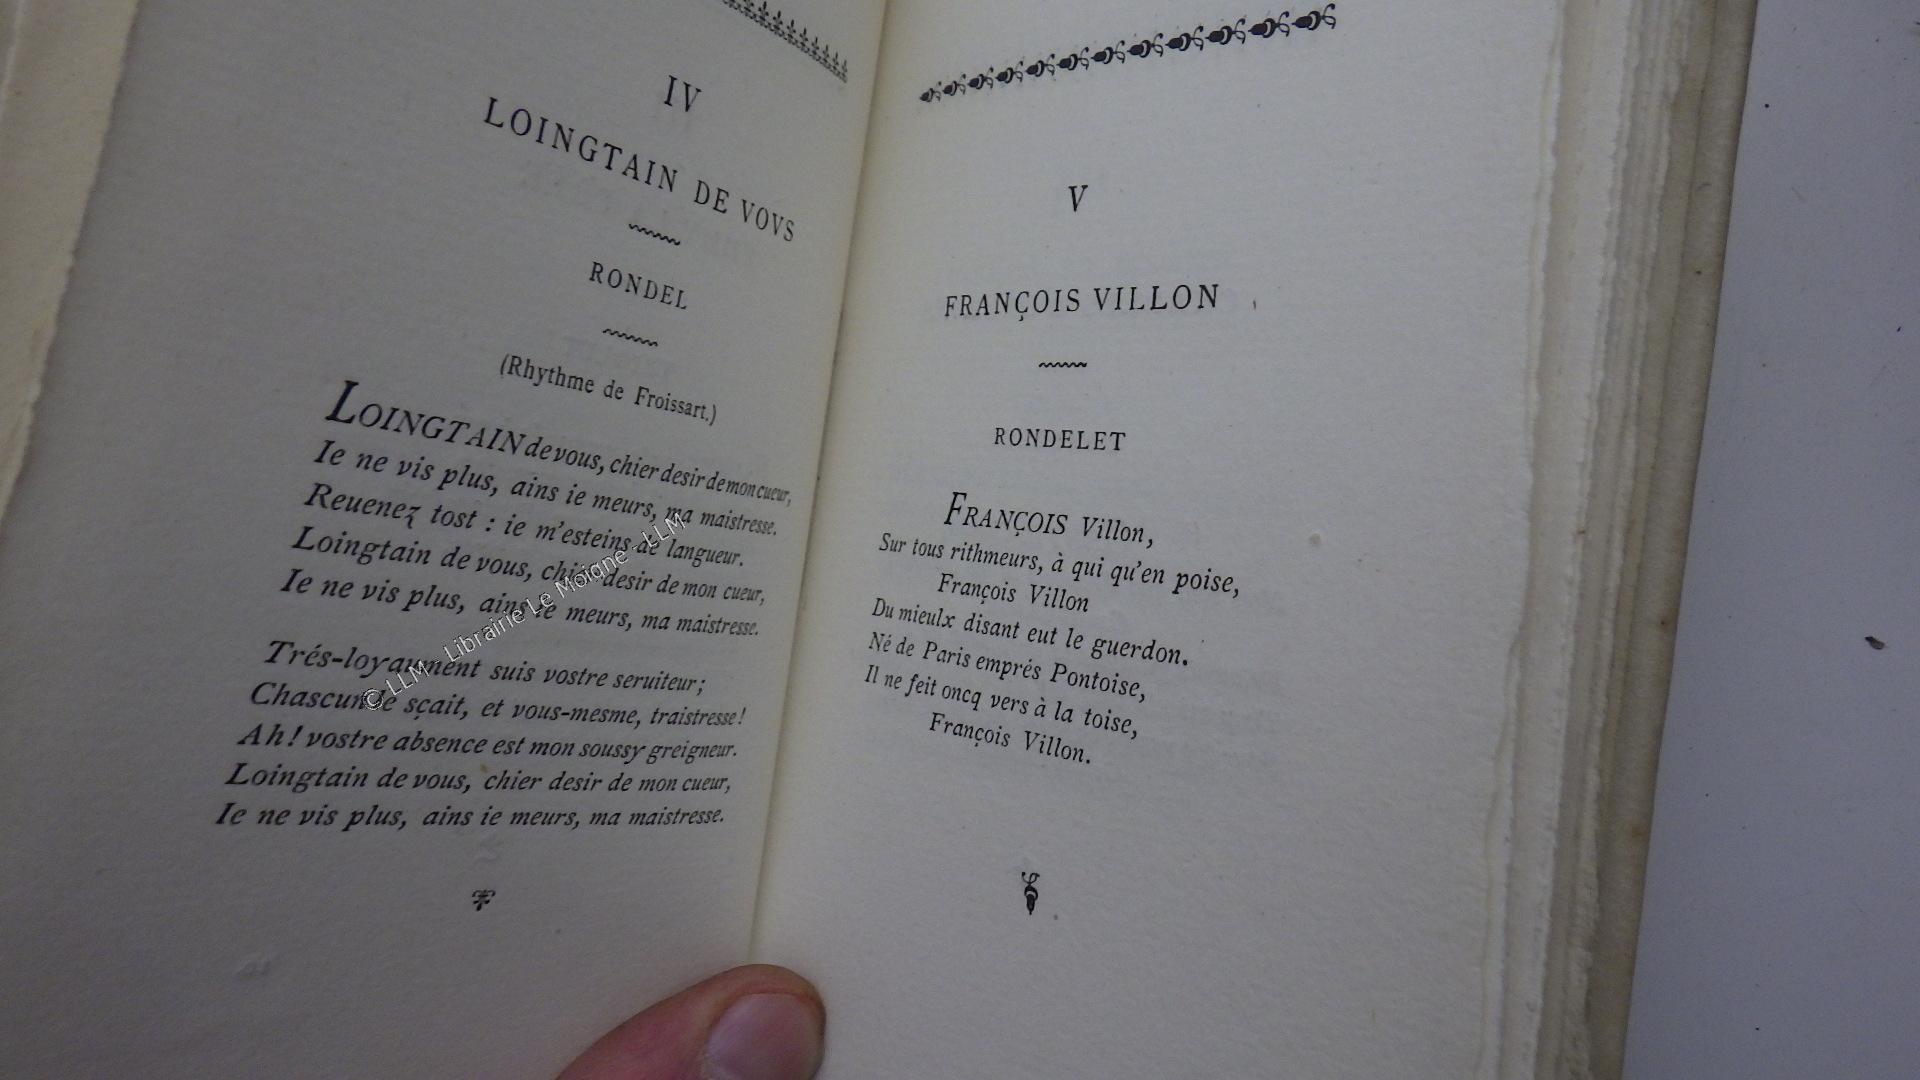 IV
LOINGTAIN DE VOVS
RONDEL
(Rhythme de Froissart.)
LOINGTAIN de vous, chier desir de mon cueur,
Ie ne vis plus, ains ie meurs, ma maistresse.
Reuenez tost : ie m'esteins de langueur.
Loingtain de vous, chier desir de mon cueur,
Ie ne vis plus, ains ie meurs, ma maistresse.
Trés-loyaument suis vostre seruiteur;
Chascun le sçait, et vous-mesme, traistresse!
Ah! vostre absence est mon soussy greigneur.
Loingtain de vous, chier desir de mon cueur,
Ie ne vis plus, ains ie meurs, ma maistresse.
V
FRANÇOIS VILLON
RONDELET
FRANÇOIS Villon,
Sur tous rithmeurs, à qui qu'en poise,
François Villon
Du mieulx disant eut le guerdon.
Né de Paris emprés Pontoise,
Il ne feit oncq vers à la toise,
François Villon.
© LLM - Librairie Le Moigne - LLM